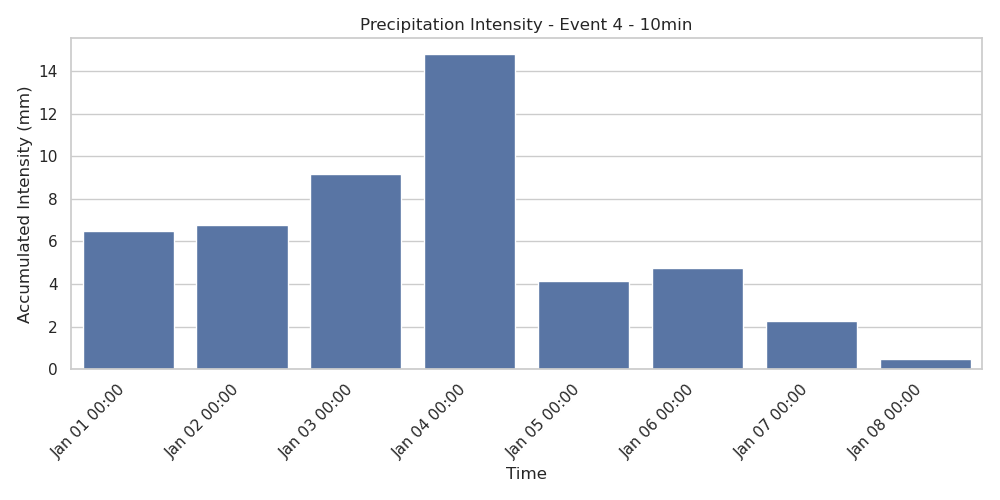 Precipitation Intensity - Event 4 - 10min
Accumulated Intensity (mm)
14
12
10
8
6
4
2
0
Jan 01 00:00
Jan 02 00:00
Jan 03 00:00
Jan 04 00:00
Jan 05 00:00
Jan 06 00:00
Jan 07 00:00
Jan 08 00:00
Time